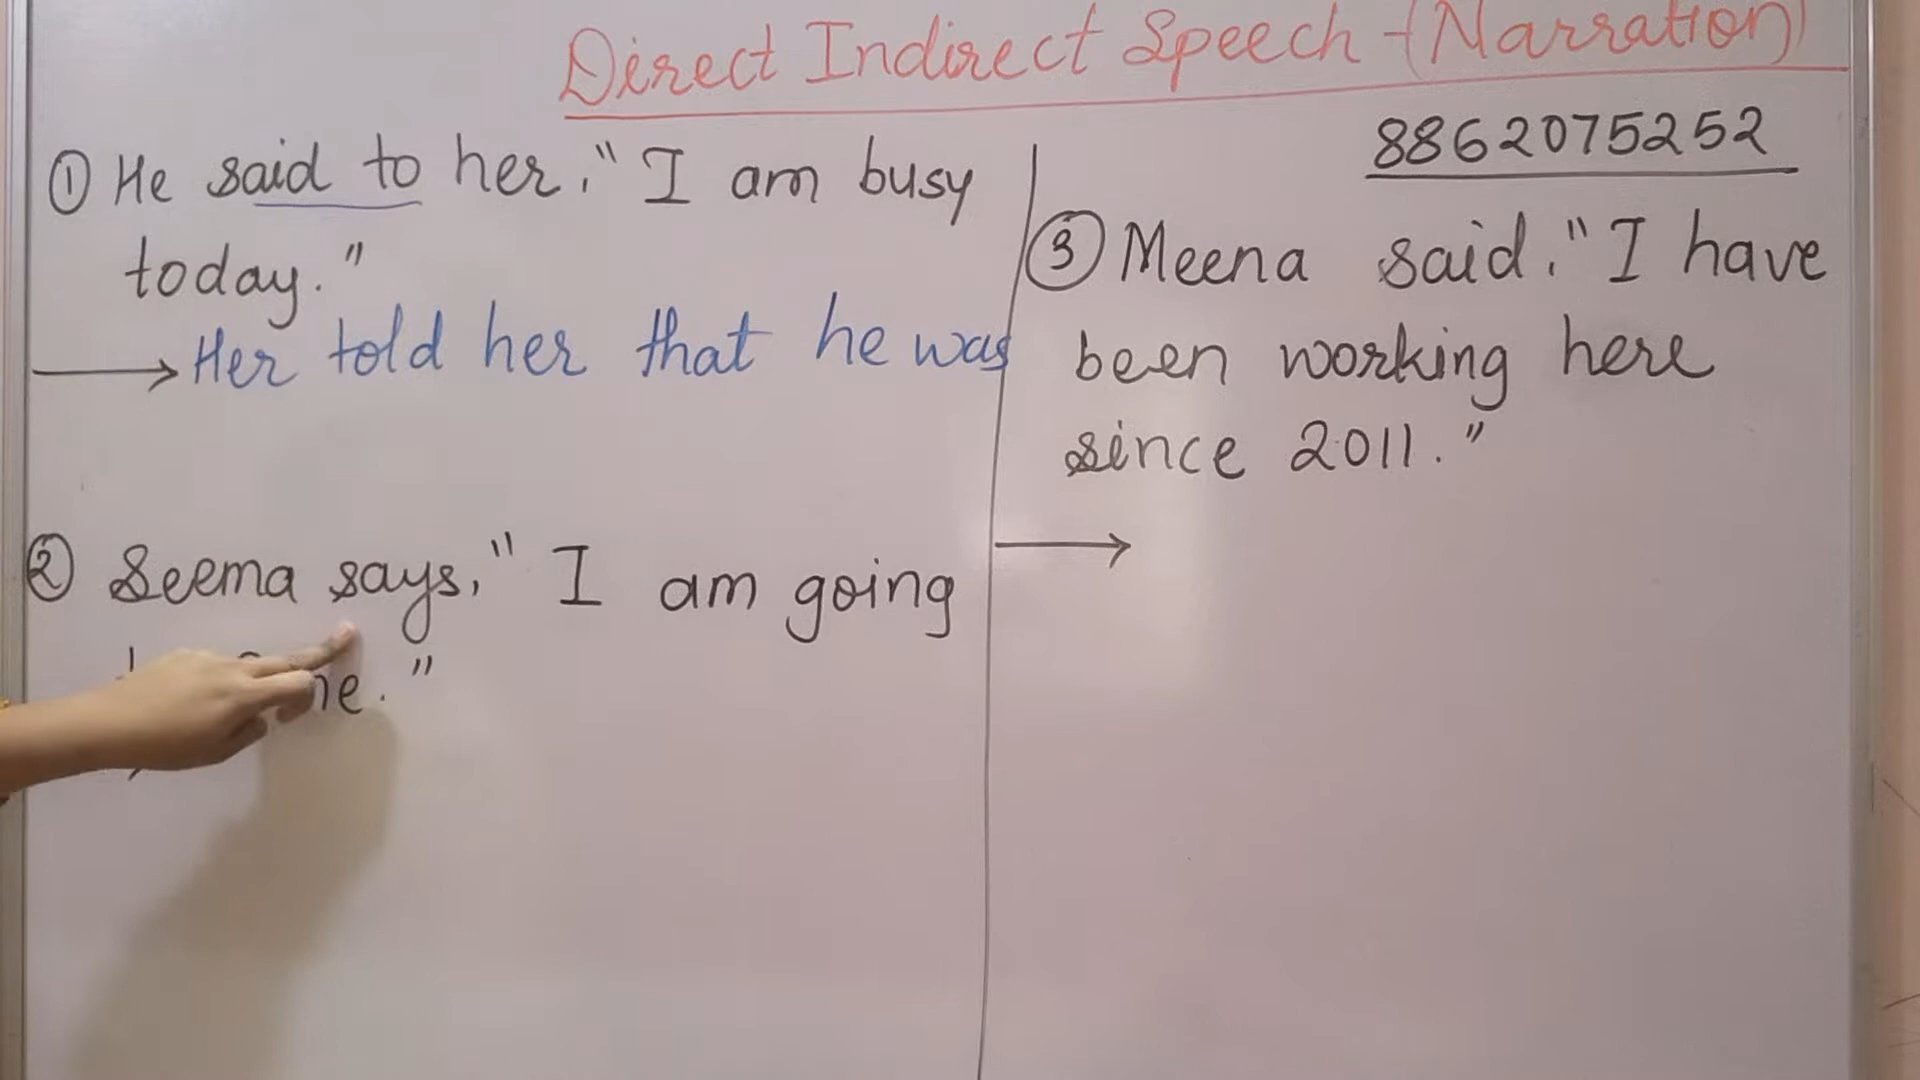 Direct Indirect Speech - (Narration)
① He said to her, "I am busy
today."
→ Her told her that he was
② Seema says, "I am going
"
8862075252
③ Meena said, "I have
been working here
since 2011."
→